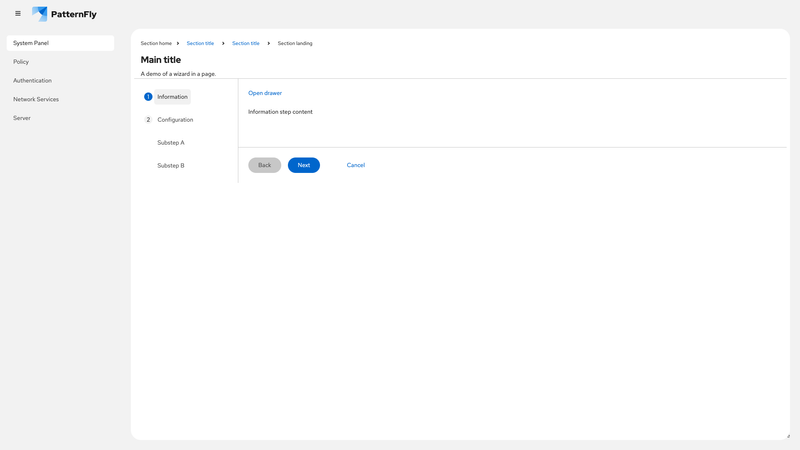 PatternFly
System Panel
Policy
Authentication
Network Services
Server
Section home
Section title
Section title
Section landing
Main title
A demo of a wizard in a page.
1 Information
2 Configuration
Substep A
Substep B
Open drawer
Information step content
Back
Next
Cancel